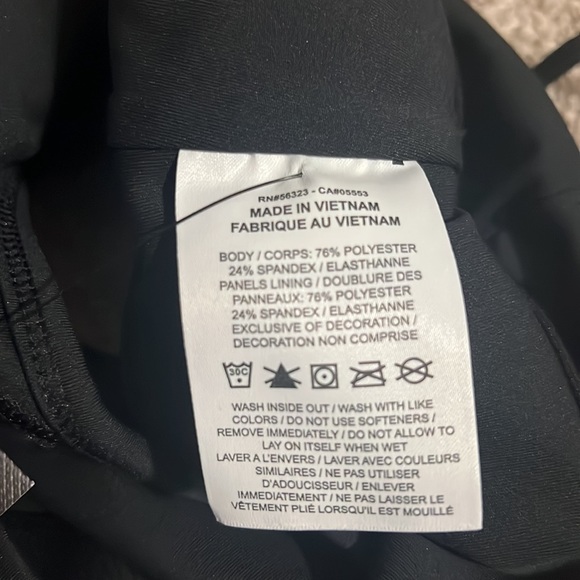 RN#56323 - CA#05553
MADE IN VIETNAM
FABRIQUE AU VIETNAM
BODY / CORPS: 76% POLYESTER
24% SPANDEX / ELASTHANNE
PANELS LINING / DOUBLURE DES
PANNEAUX: 76% POLYESTER
24% SPANDEX / ELASTHANNE
EXCLUSIVE OF DECORATION /
DECORATION NON COMPRISE
30C
WASH INSIDE OUT / WASH WITH LIKE
COLORS / DO NOT USE SOFTENERS /
REMOVE IMMEDIATELY / DO NOT ALLOW TO
LAY ON ITSELF WHEN WET
LAVER A L'ENVERS / LAVER AVEC COULEURS
SIMILAIRES / NE PAS UTILISER
D'ADOUCISSEUR / ENLEVER
IMMEDIATEMENT / NE PAS LAISSER LE
VÊTEMENT PLIÉ LORSQU'IL EST MOUILLÉ